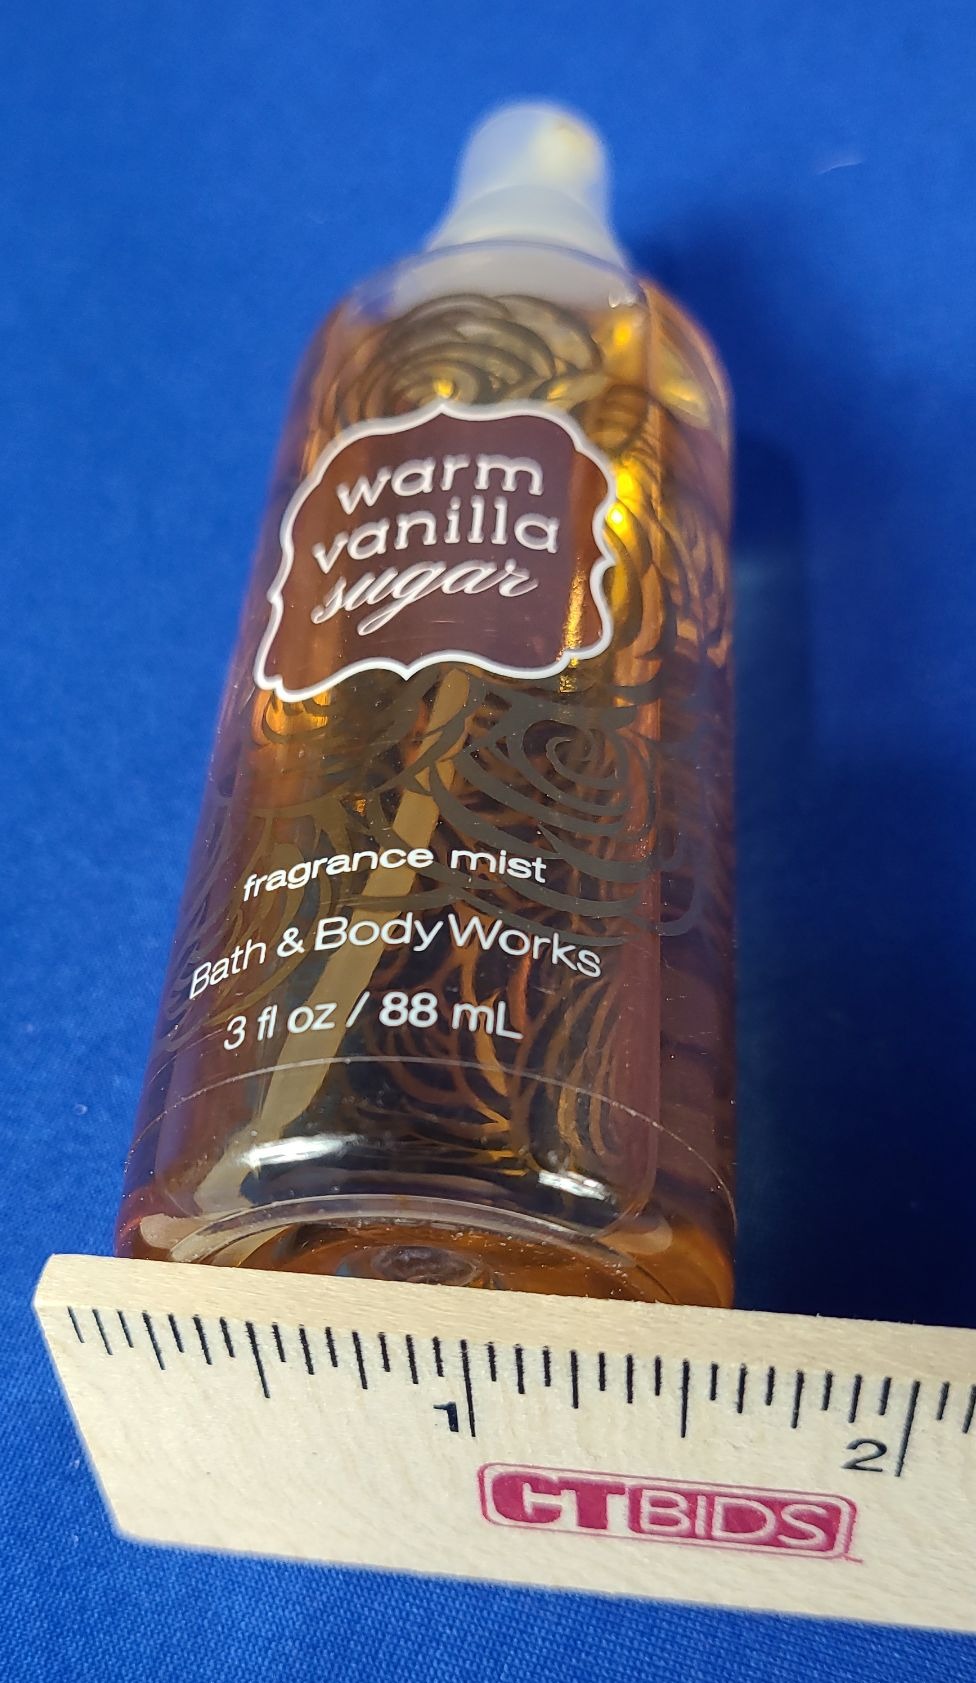 warm
vanilla
sugar
fragrance mist
Bath & Body Works
3 fl oz / 88 mL
1
2
CTBIDS